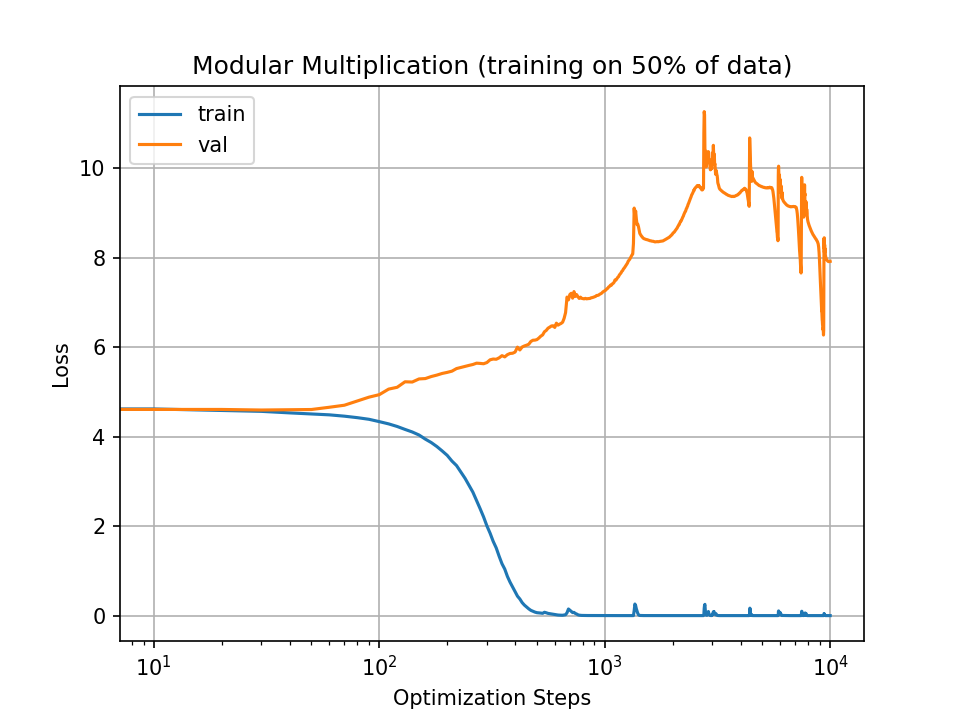 Modular Multiplication (training on 50% of data)
train
val
10
8
6
4
2
0
Loss
10^1
10^2
10^3
10^4
Optimization Steps